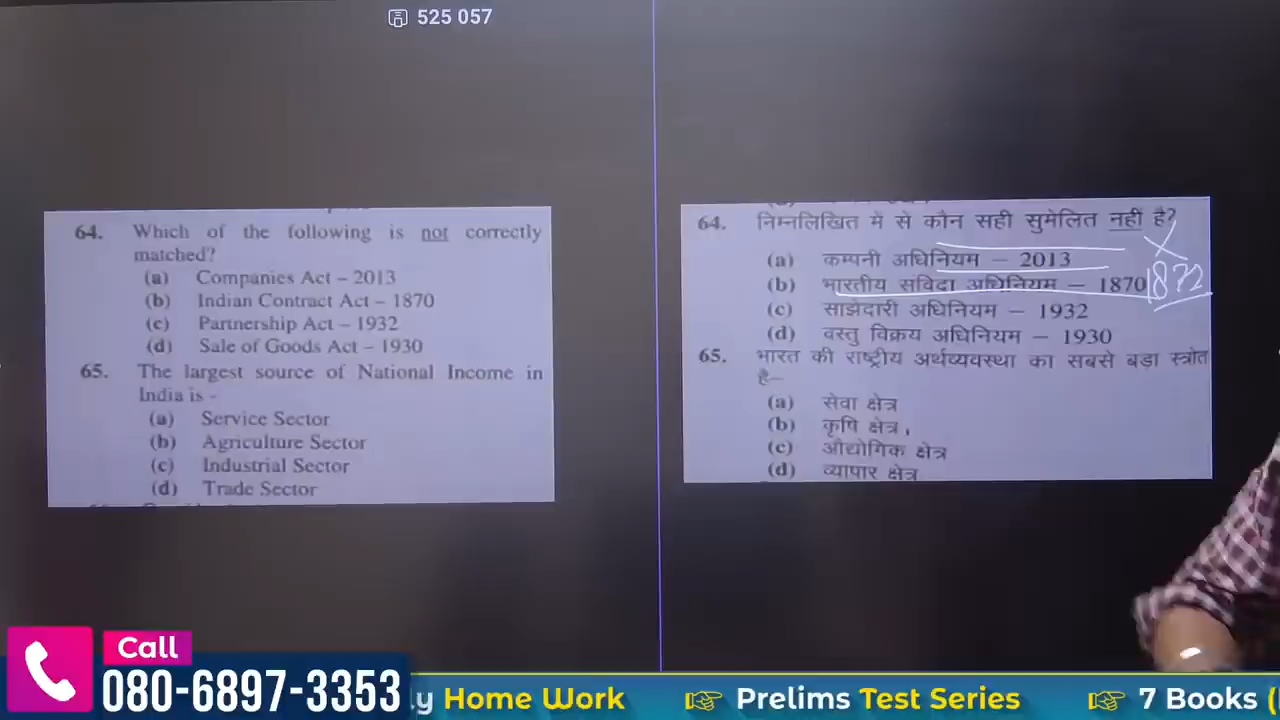 525 057
64. Which of the following is not correctly
matched?
(a) Companies Act – 2013
(b) Indian Contract Act – 1870
(c) Partnership Act – 1932
(d) Sale of Goods Act – 1930
65. The largest source of National Income in
India is -
(a) Service Sector
(b) Agriculture Sector
(c) Industrial Sector
(d) Trade Sector
64. निम्नलिखित में से कौन सही सुमेलित नहीं है?
(a) कम्पनी अधिनियम – 2013
(b) भारतीय संविदा अधिनियम – 1870 1872
(c) साझेदारी अधिनियम – 1932
(d) वस्तु विक्रय अधिनियम – 1930
65. भारत की राष्ट्रीय अर्थव्यवस्था का सबसे बड़ा स्त्रोत
है–
(a) सेवा क्षेत्र
(b) कृषि क्षेत्र,
(c) औद्योगिक क्षेत्र
(d) व्यापार क्षेत्र
Call
080-6897-3353
ly Home Work Prelims Test Series 7 Books (